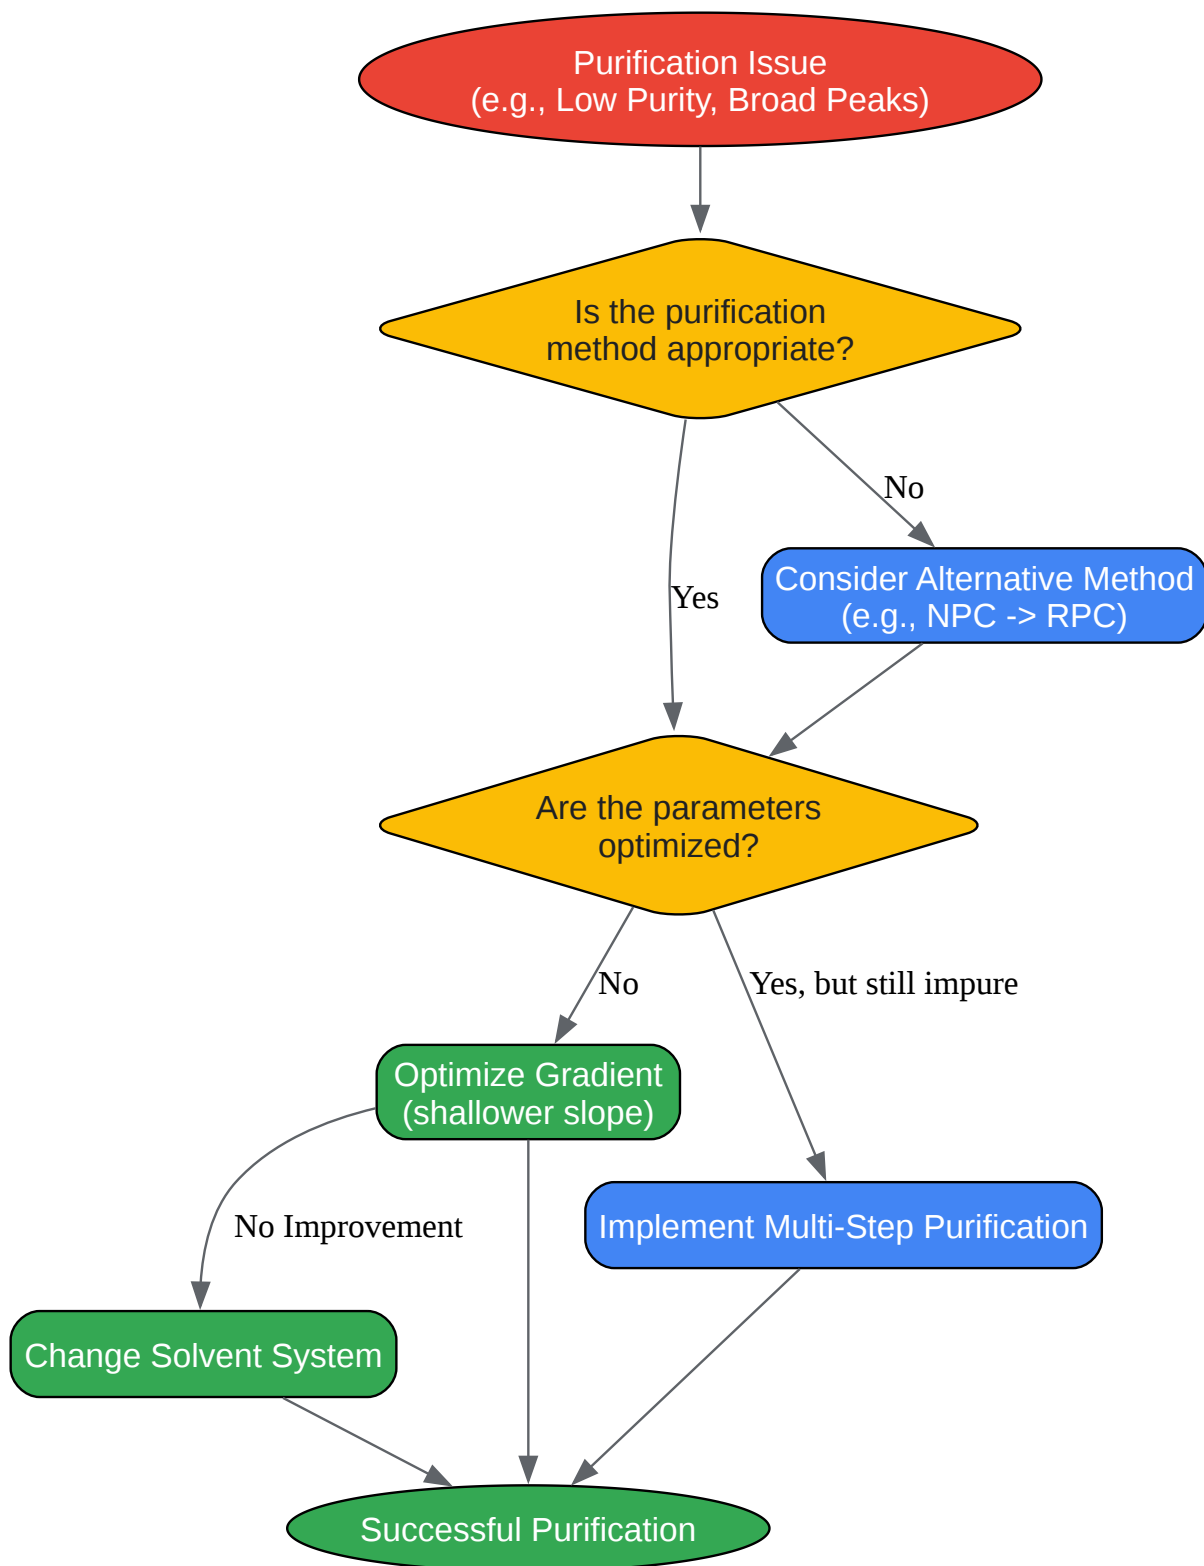 Purification Issue
(e.g., Low Purity, Broad Peaks)
Is the purification
method appropriate?
No
Consider Alternative Method
(e.g., NPC -> RPC)
Yes
Are the parameters
optimized?
No
Yes, but still impure
Optimize Gradient
(shallower slope)
No Improvement
Implement Multi-Step Purification
Change Solvent System
Successful Purification